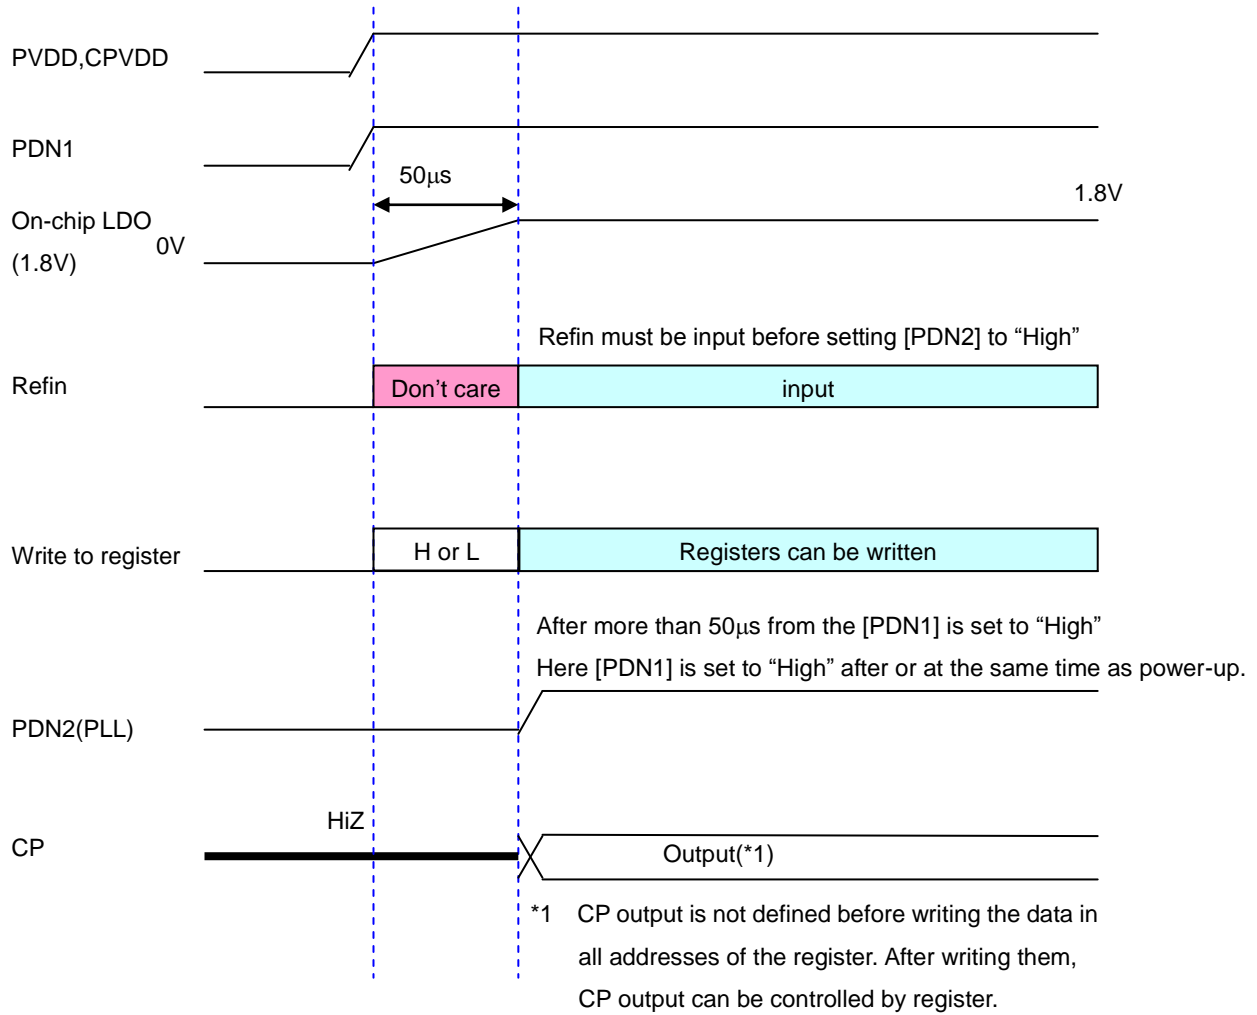 PVDD,CPVDD
PDN1
50μs
1.8V
On-chip LDO
0V
(1.8V)
Refin must be input before setting [PDN2] to “High”
Refin
Don’t care
input
Write to register
H or L
Registers can be written
After more than 50μs from the [PDN1] is set to “High”
Here [PDN1] is set to “High” after or at the same time as power-up.
PDN2(PLL)
HiZ
CP
Output(*1)
*1 CP output is not defined before writing the data in
all addresses of the register. After writing them,
CP output can be controlled by register.